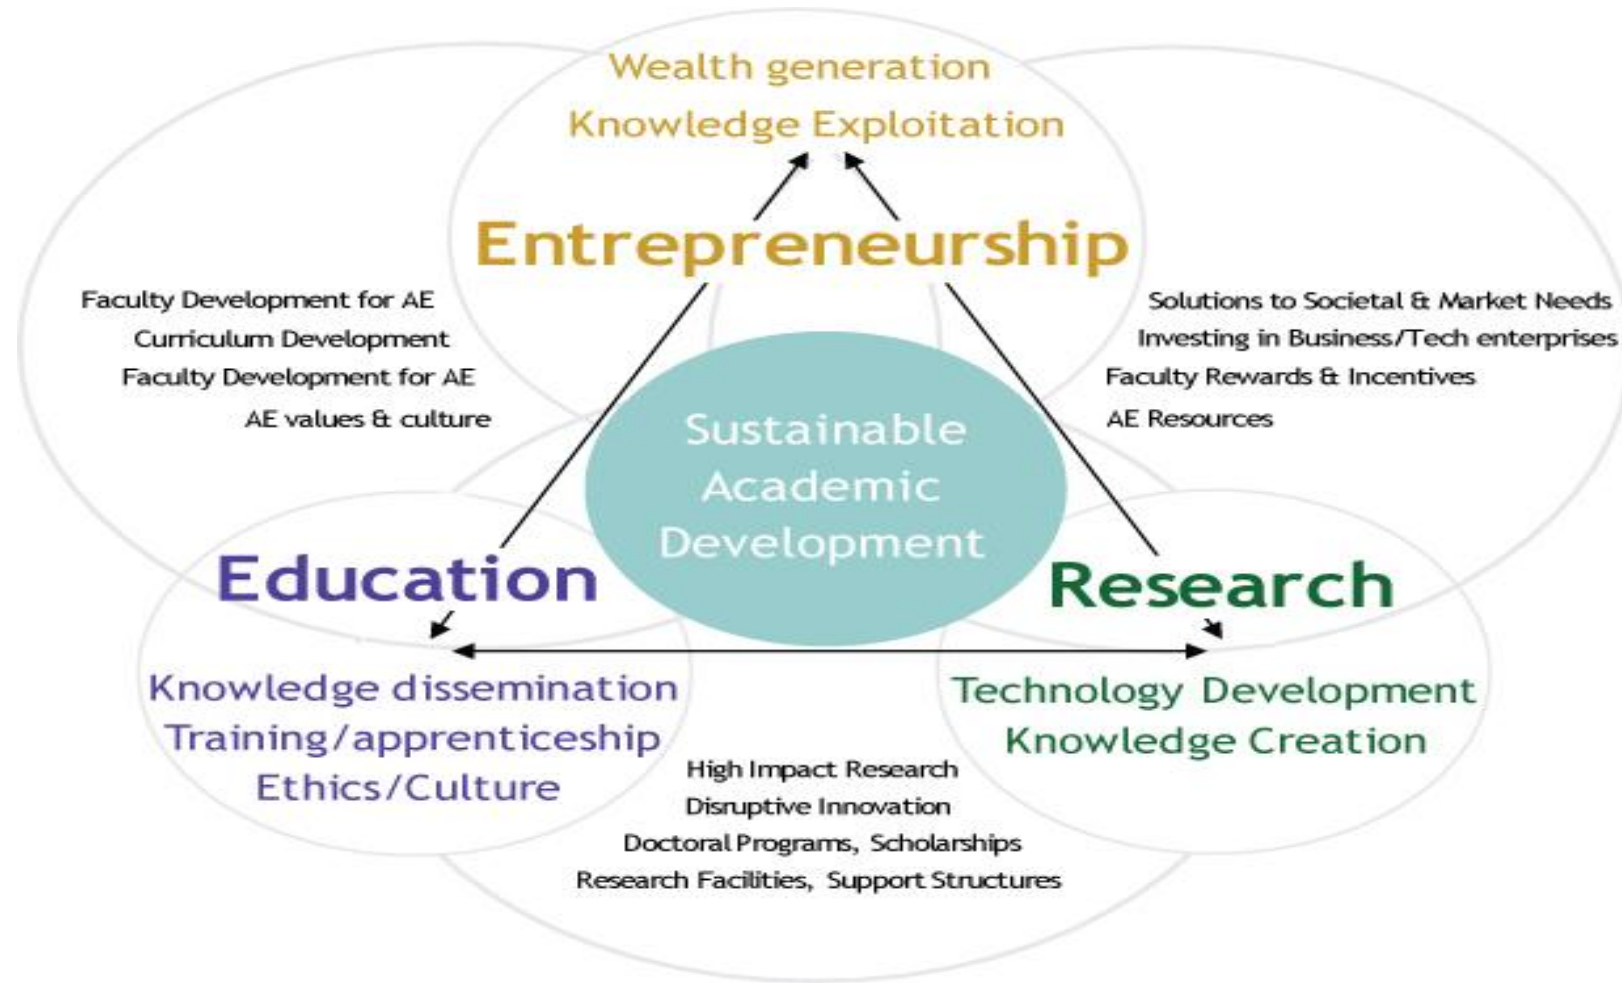 Wealth generation
Knowledge Exploitation
Entrepreneurship
Faculty Development for AE
Curriculum Development
Faculty Development for AE
AE values & culture
Solutions to Societal & Market Needs
Investing in Business/Tech enterprises
Faculty Rewards & Incentives
AE Resources
Sustainable
Academic
Development
Education
Knowledge dissemination
Training/apprenticeship
Ethics/Culture
Research
Technology Development
Knowledge Creation
High Impact Research
Disruptive Innovation
Doctoral Programs, Scholarships
Research Facilities, Support Structures